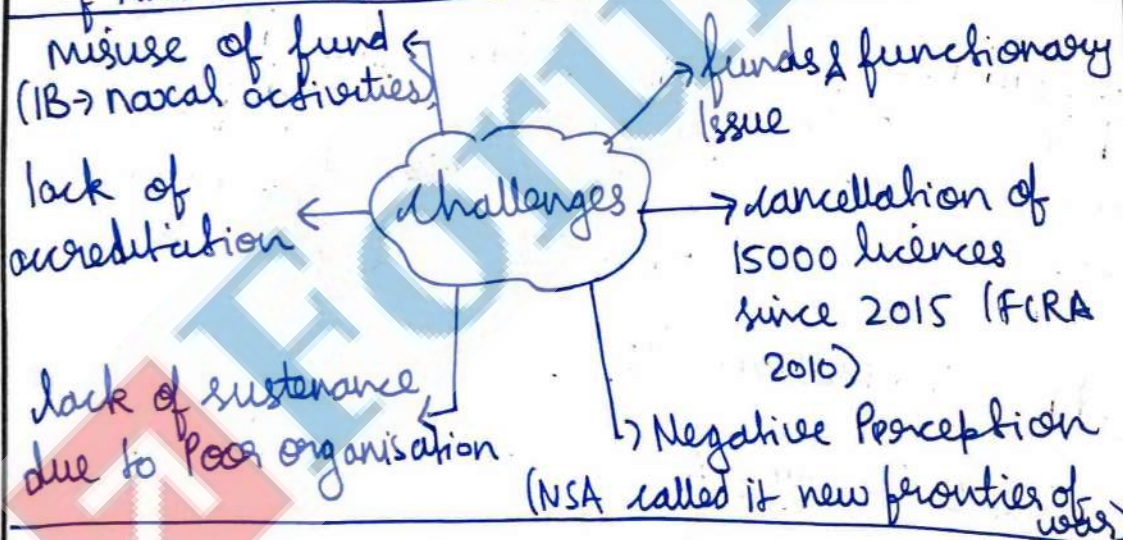 misuse of fund
(IB→ naxal activities)
lack of
accreditation
lack of sustenance
due to Poor organisation
Challenges
funds & functionary
Issue
cancellation of
15000 licences
since 2015 (FCRA
2010)
Negative Perception
(NSA called it new frontier of
war)